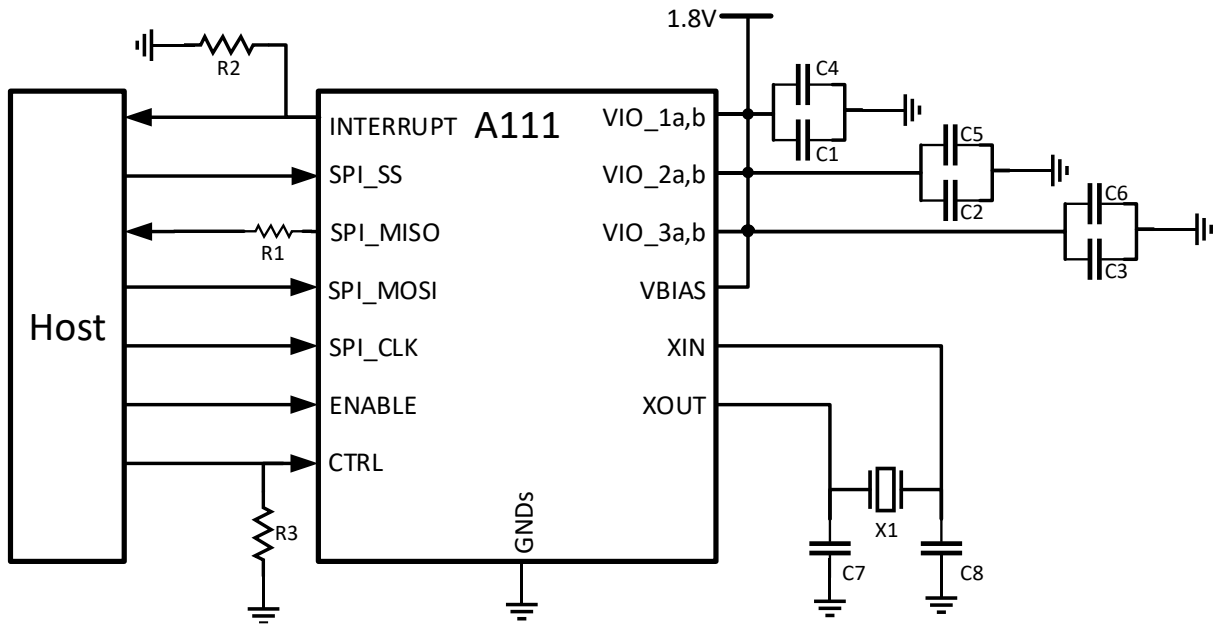 1.8V
R2
C4
INTERRUPT
A111
VIO_1a,b
C1
C5
SPI_SS
VIO_2a,b
C2
C6
SPI_MISO
R1
VIO_3a,b
C3
SPI_MOSI
VBIAS
Host
SPI_CLK
XIN
ENABLE
XOUT
CTRL
R3
GNDs
X1
C7
C8